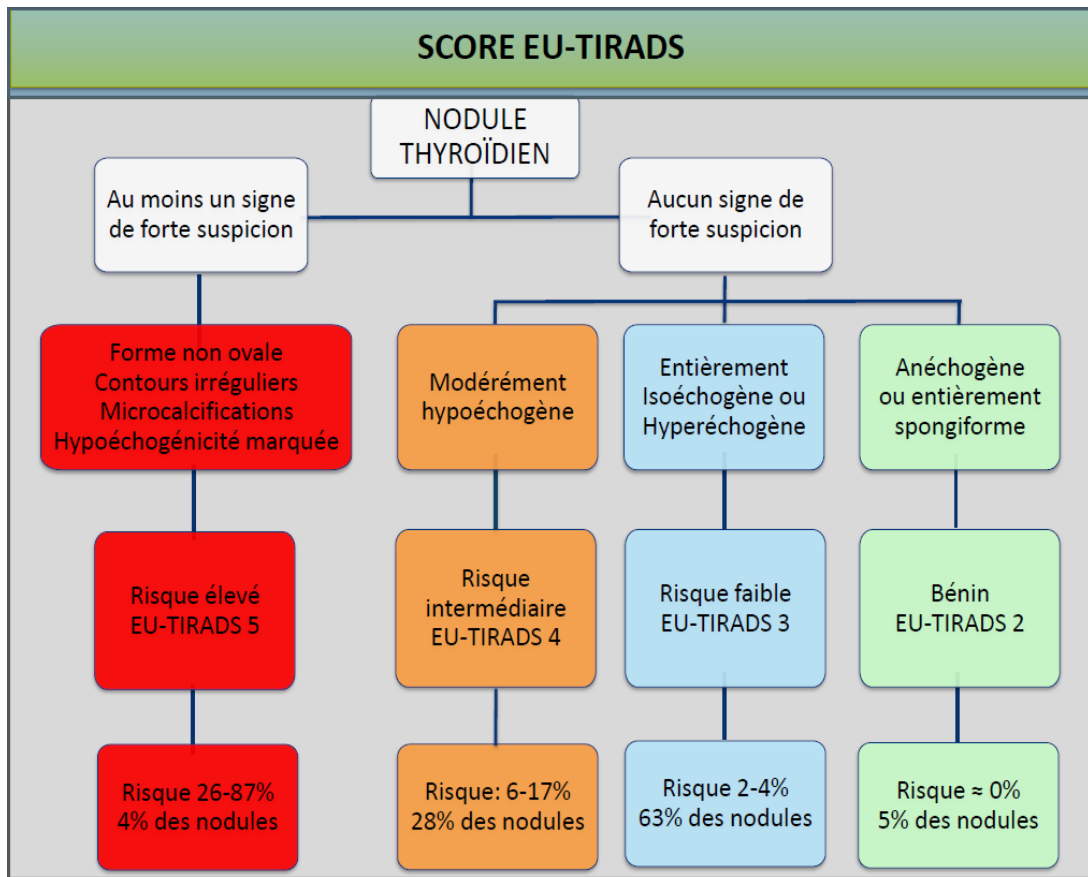 SCORE EU-TIRADS
NODULE
THYROÏDIEN
Au moins un signe
de forte suspicion
Aucun signe de
forte suspicion
Forme non ovale
Contours irréguliers
Microcalcifications
Hypoéchogénicité marquée
Modérément
hypoéchogène
Entièrement
Isoéchogène ou
Hyperéchogène
Anéchogène
ou entièrement
spongiforme
Risque élevé
EU-TIRADS 5
Risque
intermédiaire
EU-TIRADS 4
Risque faible
EU-TIRADS 3
Bénin
EU-TIRADS 2
Risque 26-87%
4% des nodules
Risque: 6-17%
28% des nodules
Risque 2-4%
63% des nodules
Risque ≈ 0%
5% des nodules